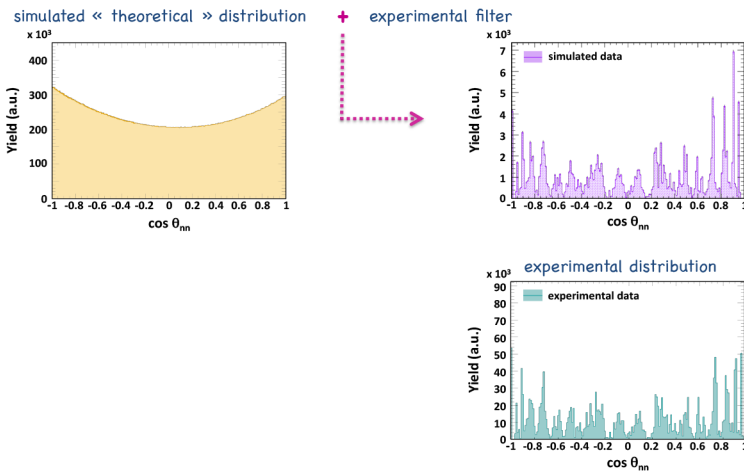 simulated « theoretical » distribution + experimental filter
x 10³
400
300
200
100
0
Yield (a.u.)
-1 -0.8 -0.6 -0.4 -0.2 0 0.2 0.4 0.6 0.8 1
cos θnn
x 10³
simulated data
7
6
5
4
3
2
1
0
Yield (a.u.)
-1 -0.8 -0.6 -0.4 -0.2 0 0.2 0.4 0.6 0.8 1
cos θnn
experimental distribution
x 10³
experimental data
90
80
70
60
50
40
30
20
10
0
Yield (a.u.)
-1 -0.8 -0.6 -0.4 -0.2 0 0.2 0.4 0.6 0.8 1
cos θnn